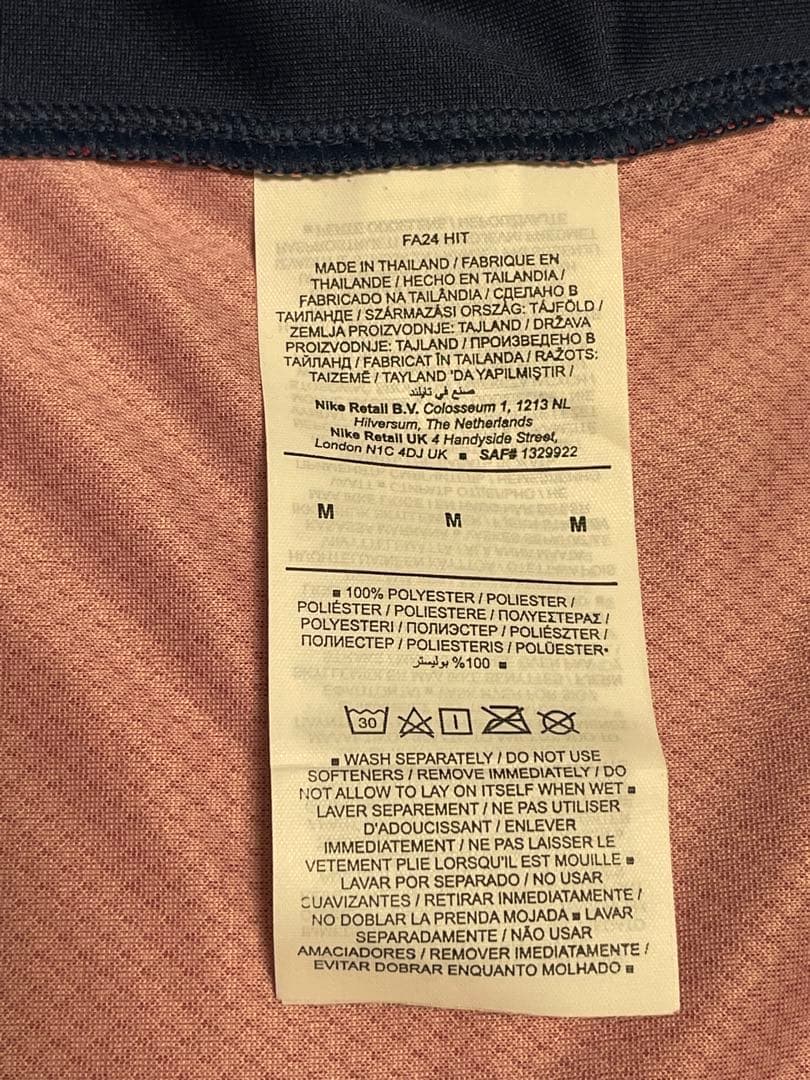 FA24 HIT
MADE IN THAILAND / FABRIQUE EN
THAILANDE / HECHO EN TAILANDIA /
FABRICADO NA TAILÂNDIA / СДЕЛАНО В
ТАИЛАНДЕ / SZÁRMAZÁSI ORSZÁG: TÁJFÖLD /
ZEMLJA PROIZVODNJE: TAJLAND / DRŽAVA
PROIZVODNJE: TAJLAND / ПРОИЗВЕДЕНО В
ТАЙЛАНД / FABRICAT ÎN TAILANDA / RAŽOTS:
TAIZEMĒ / TAYLAND 'DA YAPILMIŞTIR /
صنع في تايلند
Nike Retail B.V. Colosseum 1, 1213 NL
Hilversum, The Netherlands
Nike Retail UK 4 Handyside Street,
London N1C 4DJ UK ■ SAF# 1329922
M M M
■ 100% POLYESTER / POLIESTER /
POLIÉSTER / POLIESTERE / ΠΟΛΥΕΣΤΕΡΑΣ /
POLYESTERI / ПОЛИЭСТЕР / POLIÉSZTER /
ПОЛИЕСТЕР / POLIESTERIS / POLÜESTER▪
100% بوليستر ■
30
■ WASH SEPARATELY / DO NOT USE
SOFTENERS / REMOVE IMMEDIATELY / DO
NOT ALLOW TO LAY ON ITSELF WHEN WET ■
LAVER SEPAREMENT / NE PAS UTILISER
D'ADOUCISSANT / ENLEVER
IMMEDIATEMENT / NE PAS LAISSER LE
VETEMENT PLIE LORSQU'IL EST MOUILLE ■
LAVAR POR SEPARADO / NO USAR
SUAVIZANTES / RETIRAR INMEDIATAMENTE /
NO DOBLAR LA PRENDA MOJADA ■ LAVAR
SEPARADAMENTE / NÃO USAR
AMACIADORES / REMOVER IMEDIATAMENTE /
EVITAR DOBRAR ENQUANTO MOLHADO ■